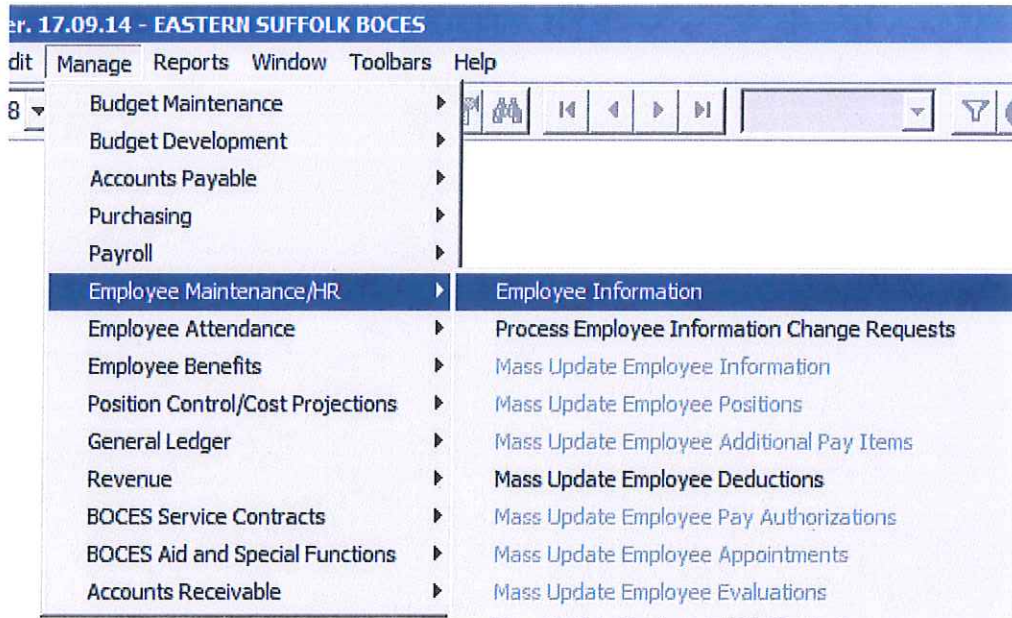 er. 17.09.14 - EASTERN SUFFOLK BOCES
dit Manage Reports Window Toolbars Help
8
Budget Maintenance
Budget Development
Accounts Payable
Purchasing
Payroll
Employee Maintenance/HR
Employee Attendance
Employee Benefits
Position Control/Cost Projections
General Ledger
Revenue
BOCES Service Contracts
BOCES Aid and Special Functions
Accounts Receivable
Employee Information
Process Employee Information Change Requests
Mass Update Employee Information
Mass Update Employee Positions
Mass Update Employee Additional Pay Items
Mass Update Employee Deductions
Mass Update Employee Pay Authorizations
Mass Update Employee Appointments
Mass Update Employee Evaluations